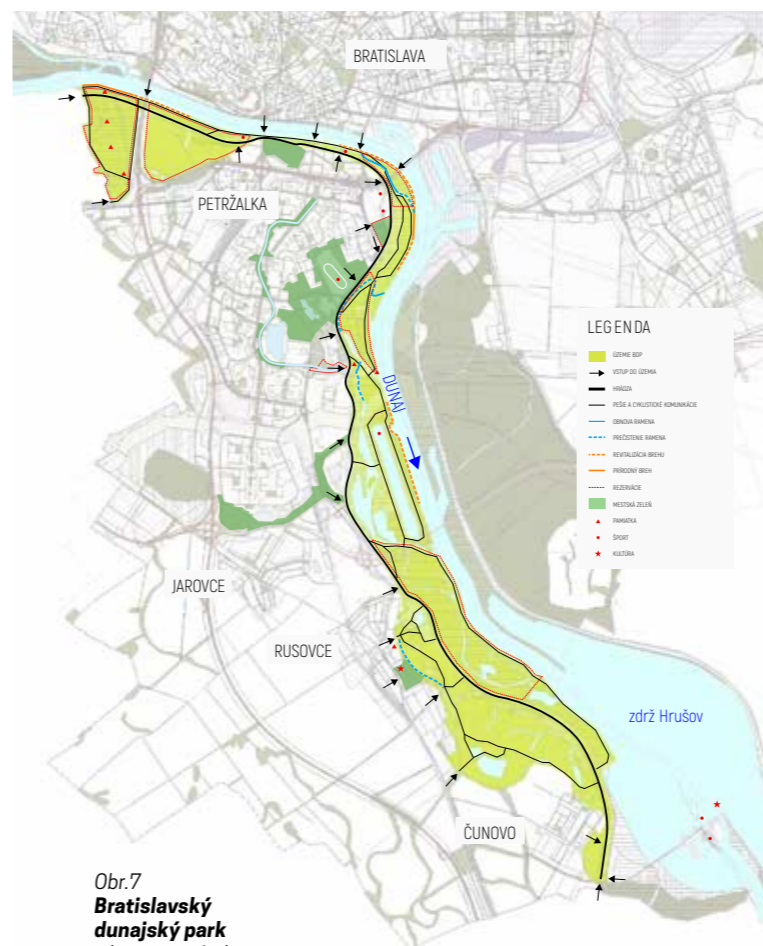 BRATISLAVA
PETRŽALKA
LEGENDA
ÚZEMIE BDP
VSTUP DO ÚZEMIA
HRÁDZA
PEŠIE A CYKLISTICKÉ KOMUNIKÁCIE
OBNOVA RAMENA
PREČISTENIE RAMENA
REVITALIZÁCIA BREHU
PRÍRODNÝ BREH
REZERVÁCIE
MESTSKÁ ZELEŇ
PAMIATKA
ŠPORT
KULTÚRA
DUNAJ
JAROVCE
RUSOVCE
zdrž Hrušov
ČUNOVO
Obr.7
Bratislavský
dunajský park